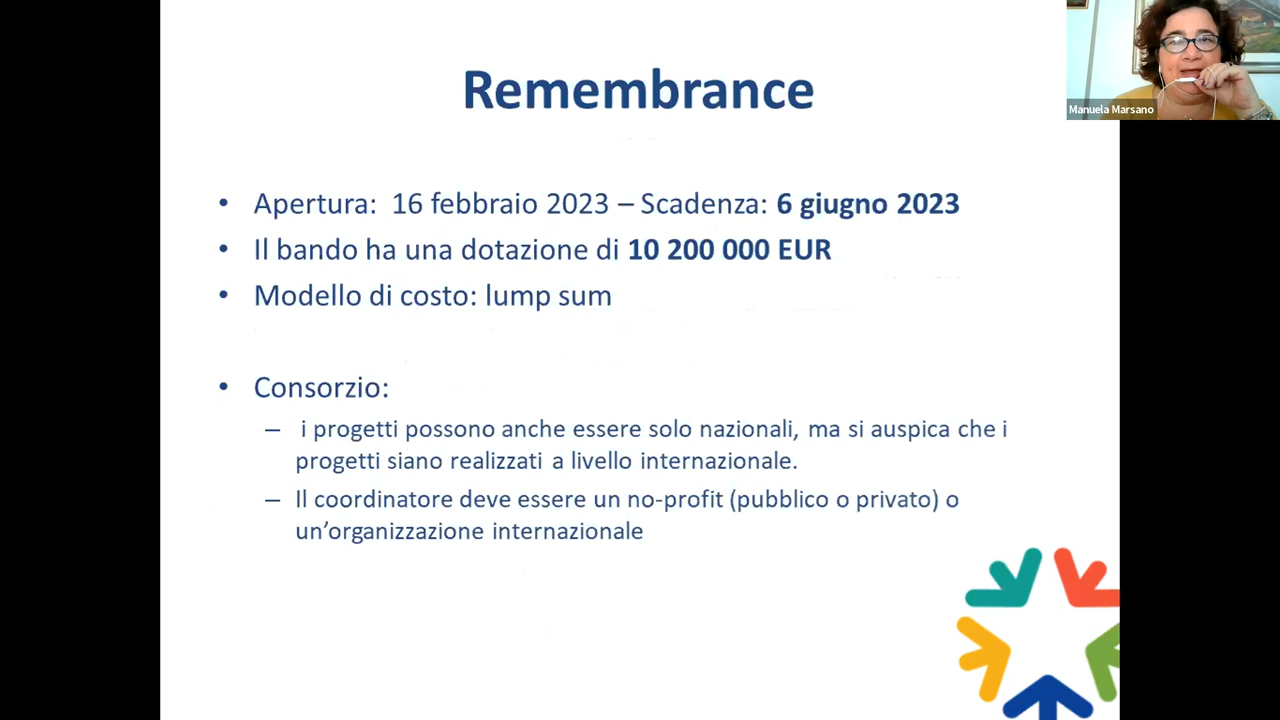 Remembrance
Manuela Marsano
• Apertura: 16 febbraio 2023 – Scadenza: 6 giugno 2023
• Il bando ha una dotazione di 10 200 000 EUR
• Modello di costo: lump sum
• Consorzio:
– i progetti possono anche essere solo nazionali, ma si auspica che i
progetti siano realizzati a livello internazionale.
– Il coordinatore deve essere un no-profit (pubblico o privato) o
un’organizzazione internazionale